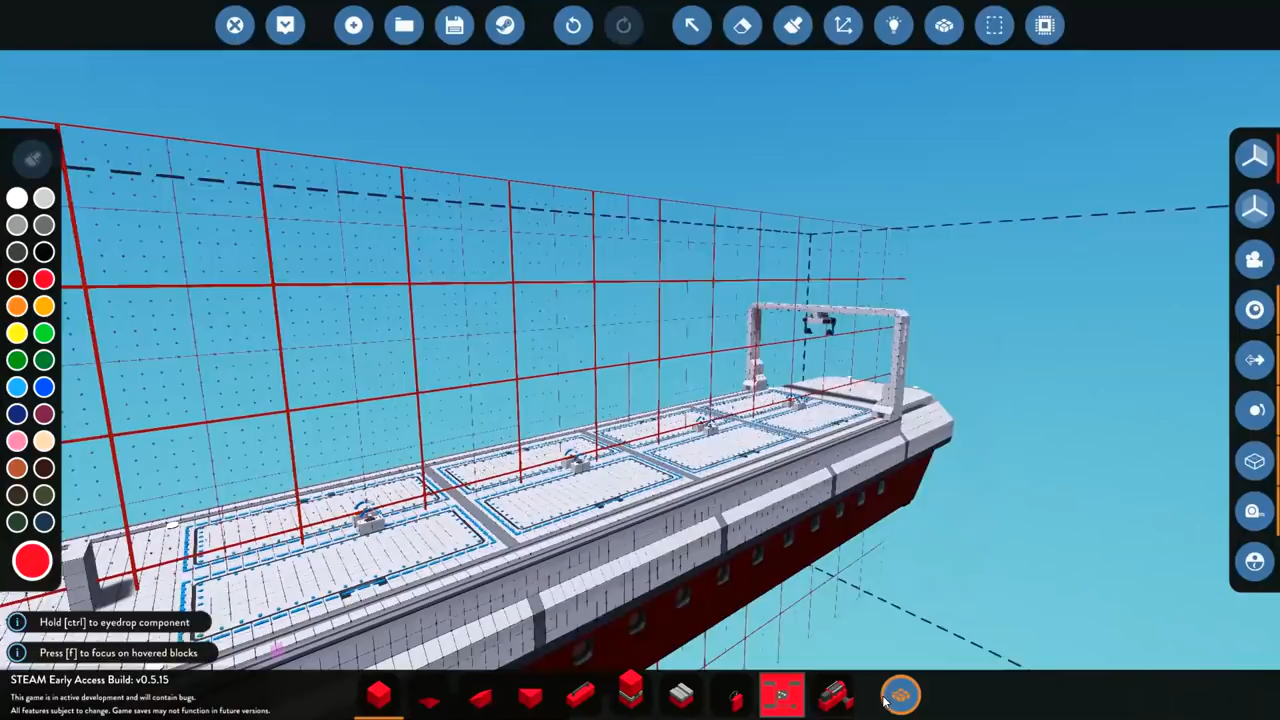 Hold [ctrl] to eyedrop component
Press [f] to focus on hovered blocks
STEAM Early Access Build: v0.5.15
This game is in active development and will contain bugs.
All features subject to change. Game saves may not function in future versions.